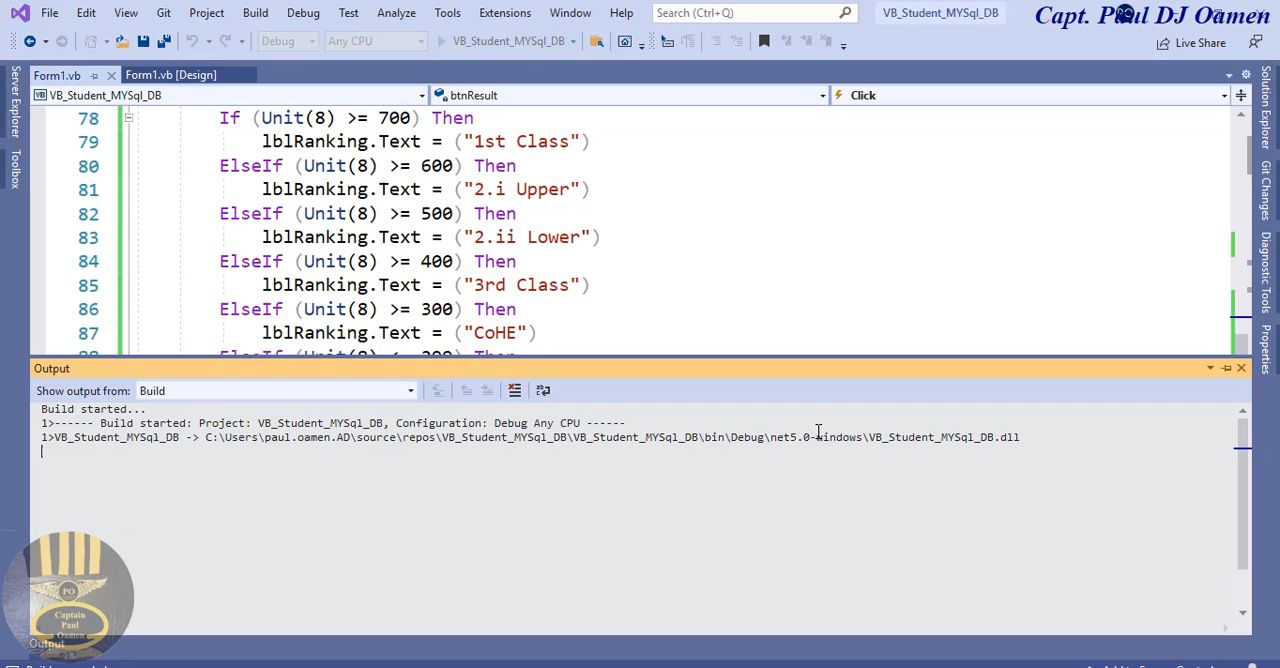 File Edit View Git Project Build Debug Test Analyze Tools Extensions Window Help Search (Ctrl+Q) VB_Student_MYSql_DB
Capt. Paul DJ Oamen
Debug Any CPU VB_Student_MYSql_DB Live Share
Form1.vb Form1.vb [Design]
VB_Student_MYSql_DB btnResult Click
Server Explorer
Toolbox
78 If (Unit(8) >= 700) Then
79 lblRanking.Text = ("1st Class")
80 ElseIf (Unit(8) >= 600) Then
81 lblRanking.Text = ("2.i Upper")
82 ElseIf (Unit(8) >= 500) Then
83 lblRanking.Text = ("2.ii Lower")
84 ElseIf (Unit(8) >= 400) Then
85 lblRanking.Text = ("3rd Class")
86 ElseIf (Unit(8) >= 300) Then
87 lblRanking.Text = ("CoHE")
Solution Explorer
Git Changes
Diagnostic Tools
Properties
Output
Show output from: Build
Build started...
1>------ Build started: Project: VB_Student_MYSql_DB, Configuration: Debug Any CPU ------
1>VB_Student_MYSql_DB -> C:\Users\paul.oamen.AD\source\repos\VB_Student_MYSql_DB\VB_Student_MYSql_DB\bin\Debug\net5.0-windows\VB_Student_MYSql_DB.dll
PO
Captain
Paul
Oamen
Output